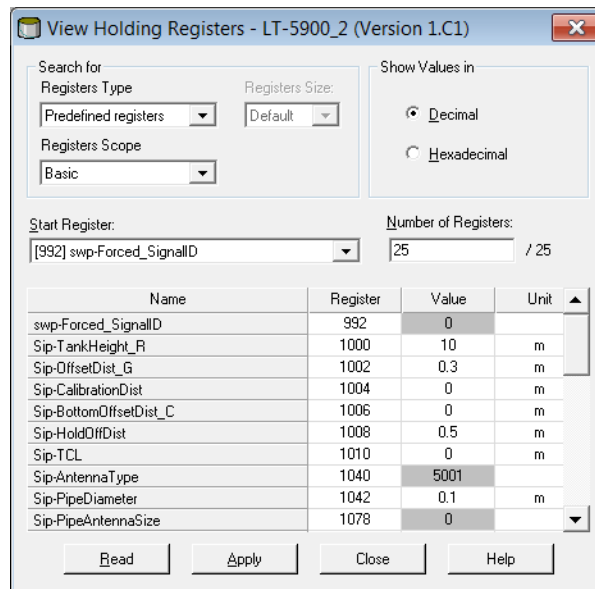 View Holding Registers - LT-5900_2 (Version 1.C1)
Search for
Show Values in
Registers Type
Registers Size:
Predefined registers
Default
Decimal
Registers Scope
Hexadecimal
Basic
Start Register:
Number of Registers:
[992] swp-Forced_SignalID
25
/ 25
Name Register Value Unit
swp-Forced_SignalID 992 0
Sip-TankHeight_R 1000 10 m
Sip-OffsetDist_G 1002 0.3 m
Sip-CalibrationDist 1004 0 m
Sip-BottomOffsetDist_C 1006 0 m
Sip-HoldOffDist 1008 0.5 m
Sip-TCL 1010 0 m
Sip-AntennaType 1040 5001
Sip-PipeDiameter 1042 0.1 m
Sip-PipeAntennaSize 1078 0
Read Apply Close Help